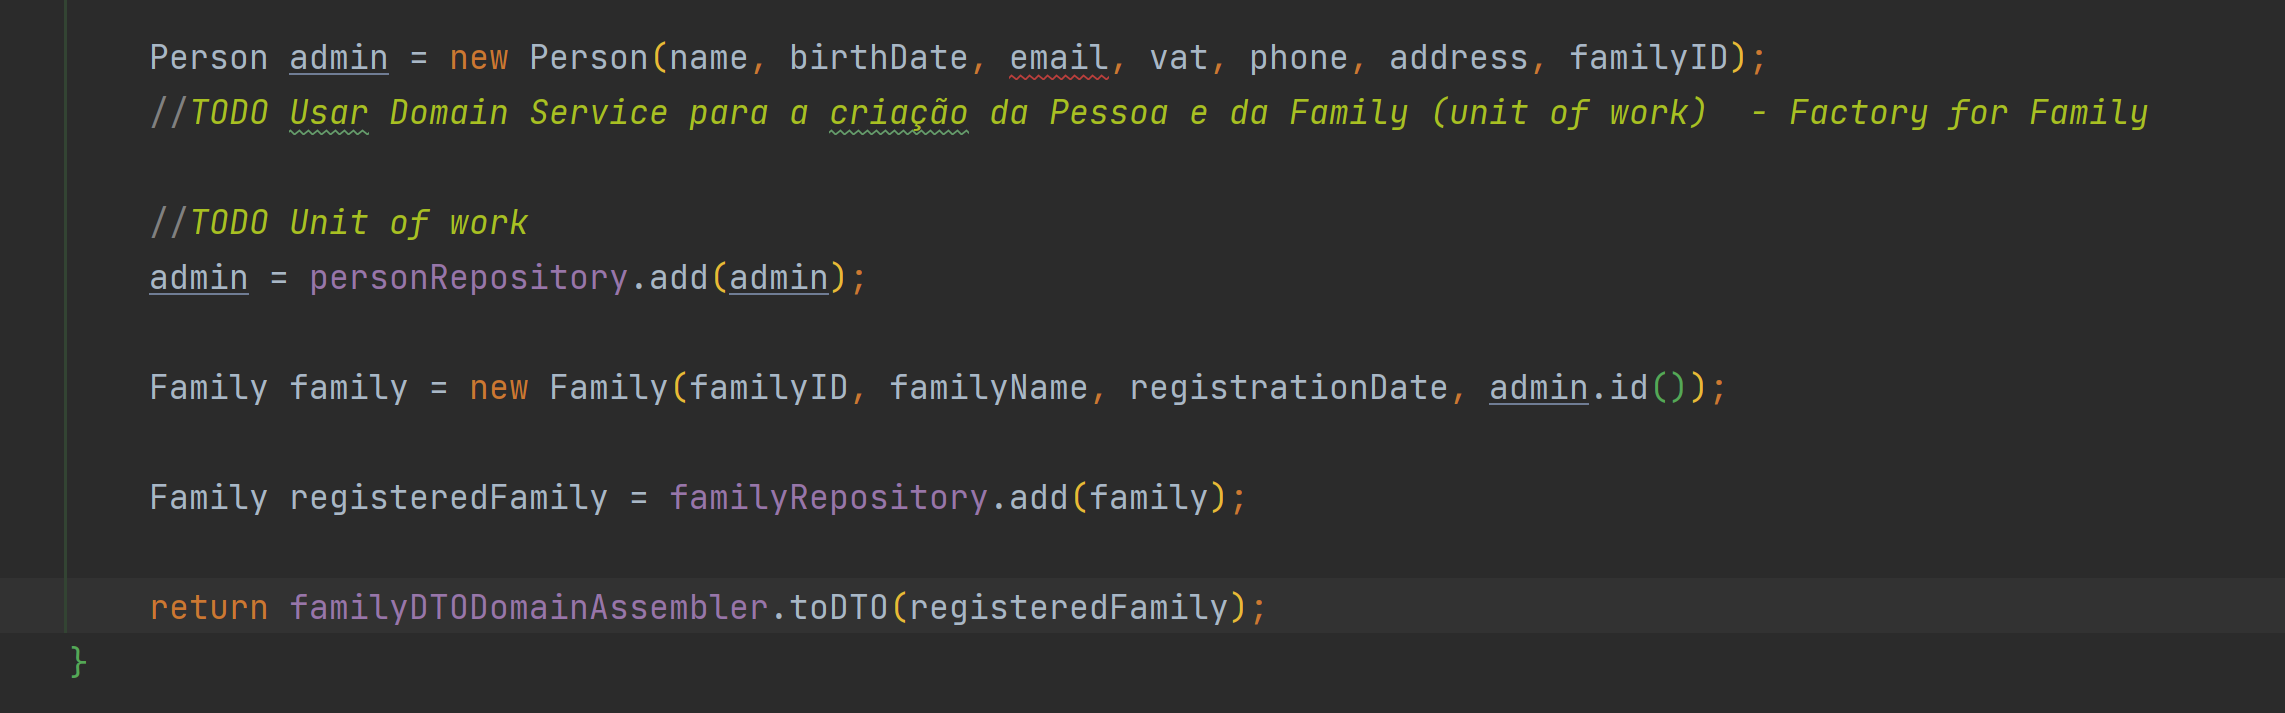 Person admin = new Person(name, birthDate, email, vat, phone, address, familyID);
//TODO Usar Domain Service para a criação da Pessoa e da Family (unit of work)  - Factory for Family
//TODO Unit of work
admin = personRepository.add(admin);
Family family = new Family(familyID, familyName, registrationDate, admin.id());
Family registeredFamily = familyRepository.add(family);
return familyDTODomainAssembler.toDTO(registeredFamily);
}